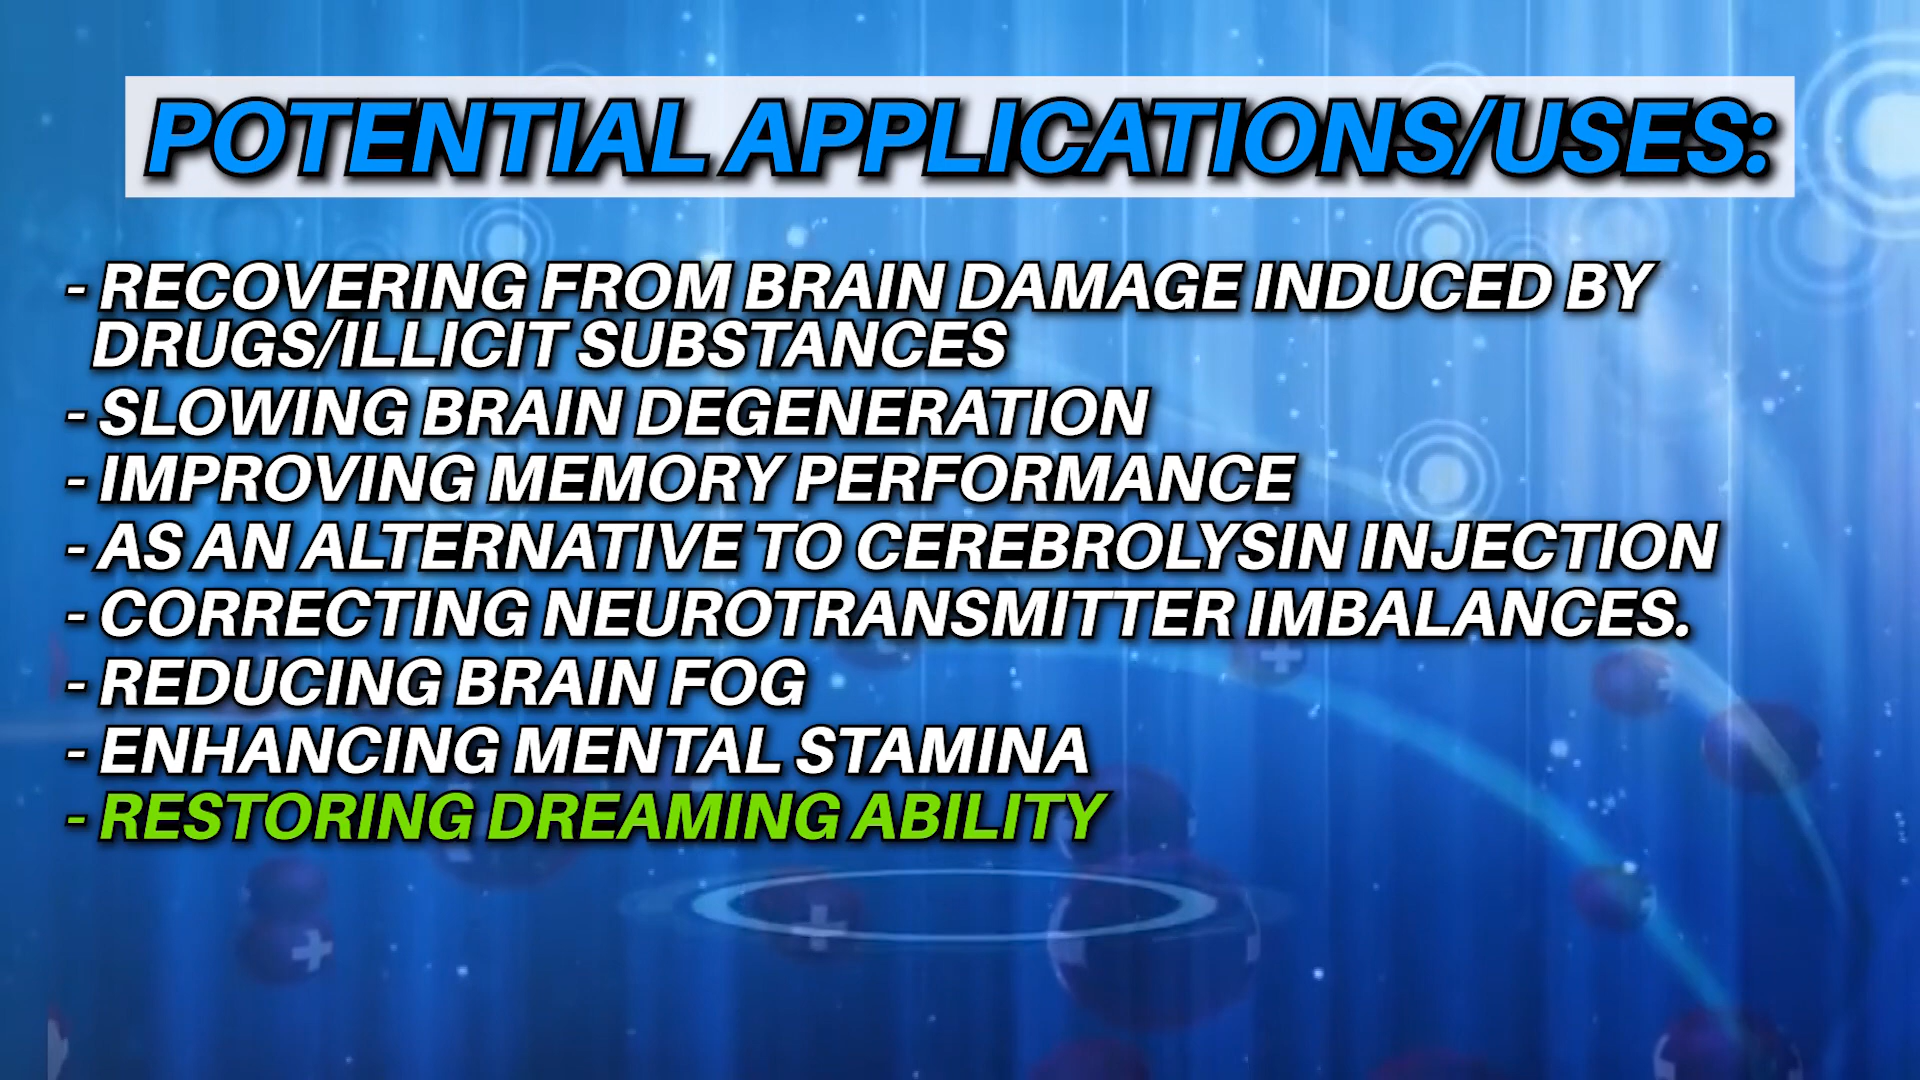 POTENTIAL APPLICATIONS/USES:
- RECOVERING FROM BRAIN DAMAGE INDUCED BY
DRUGS/ILLICIT SUBSTANCES
- SLOWING BRAIN DEGENERATION
- IMPROVING MEMORY PERFORMANCE
- AS AN ALTERNATIVE TO CEREBROLYSIN INJECTION
- CORRECTING NEUROTRANSMITTER IMBALANCES.
- REDUCING BRAIN FOG
- ENHANCING MENTAL STAMINA
- RESTORING DREAMING ABILITY